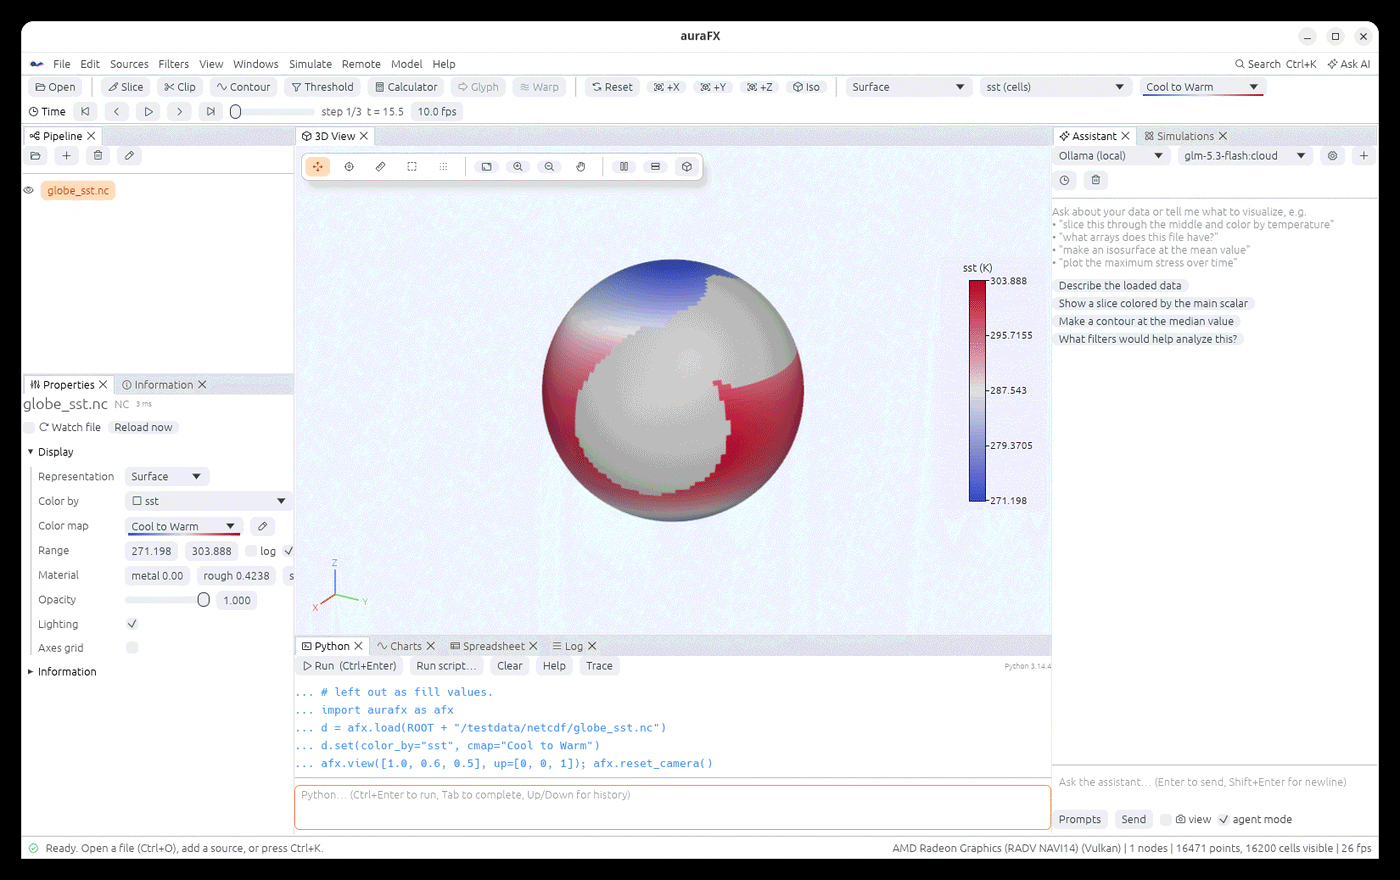 auraFX
File Edit Sources Filters View Windows Simulate Remote Model Help
Search Ctrl+K Ask AI
Open Slice Clip Contour Threshold Calculator Glyph Warp Reset +X +Y +Z Iso Surface sst (cells) Cool to Warm
Time step 1/3 t = 15.5 10.0 fps
Pipeline
globe_sst.nc
Properties Information
globe_sst.nc NC 3 ms
Watch file Reload now
Display
Representation Surface
Color by sst
Color map Cool to Warm
Range 271.198 303.888 log
Material metal 0.00 rough 0.4238 s
Opacity 1.000
Lighting
Axes grid
Information
3D View
sst (K)
303.888
295.7155
287.543
279.3705
271.198
Z
X Y
Python Charts Spreadsheet Log
Run (Ctrl+Enter) Run script... Clear Help Trace Python 3.14.4
... # left out as fill values.
... import aurafx as afx
... d = afx.load(ROOT + "/testdata/netcdf/globe_sst.nc")
... d.set(color_by="sst", cmap="Cool to Warm")
... afx.view([1.0, 0.6, 0.5], up=[0, 0, 1]); afx.reset_camera()
Python... (Ctrl+Enter to run, Tab to complete, Up/Down for history)
Assistant Simulations
Ollama (local) glm-5.3-flash:cloud
Ask about your data or tell me what to visualize, e.g.
• "slice this through the middle and color by temperature"
• "what arrays does this file have?"
• "make an isosurface at the mean value"
• "plot the maximum stress over time"
Describe the loaded data
Show a slice colored by the main scalar
Make a contour at the median value
What filters would help analyze this?
Ask the assistant... (Enter to send, Shift+Enter for newline)
Prompts Send view agent mode
Ready. Open a file (Ctrl+O), add a source, or press Ctrl+K.
AMD Radeon Graphics (RADV NAVI14) (Vulkan) | 1 nodes | 16471 points, 16200 cells visible | 26 fps